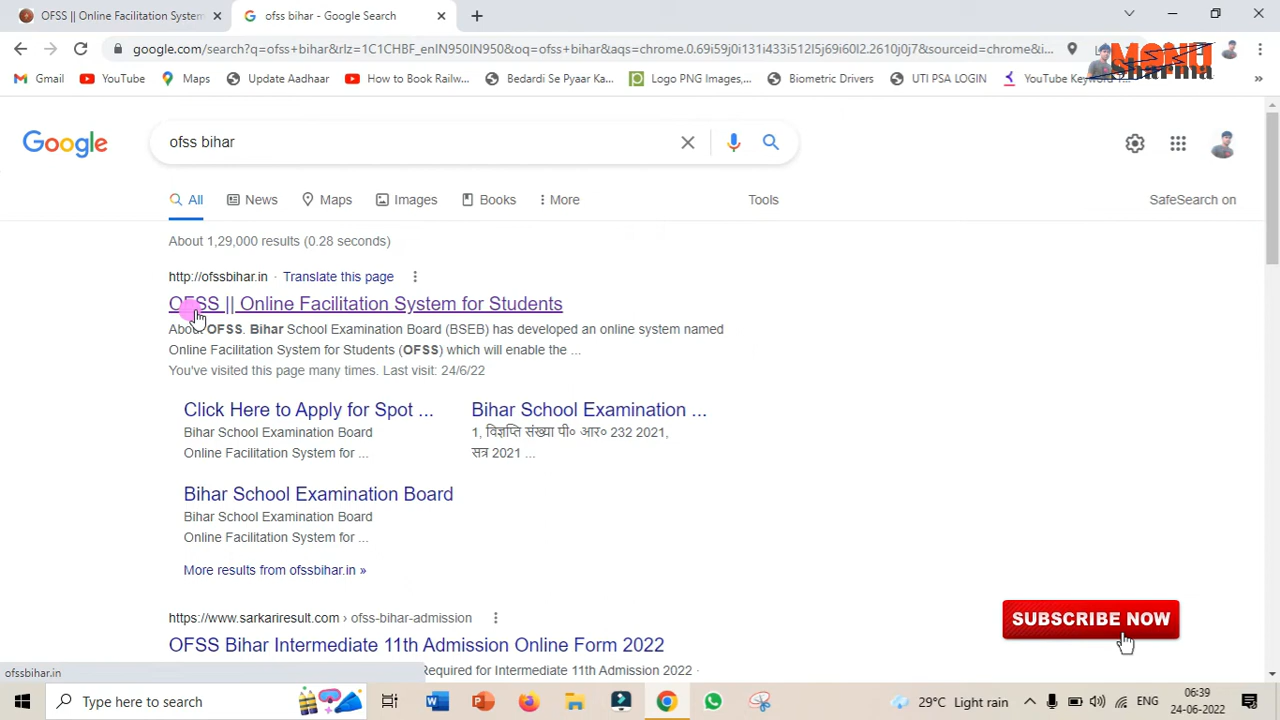 OFSS || Online Facilitation System
ofss bihar - Google Search
google.com/search?q=ofss+bihar&rlz=1C1CHBF_enIN950IN950&oq=ofss+bihar&aqs=chrome.0.69i59j0i131i433i512l5j69i60l2.2610j0j7&sourceid=chrome&i...
Gmail YouTube Maps Update Aadhaar How to Book Railw... Bedardi Se Pyaar Ka... Logo PNG Images,... Biometric Drivers UTI PSA LOGIN YouTube Keyword T... »
MONU
Sharma
Google
ofss bihar
All News Maps Images Books More Tools SafeSearch on
About 1,29,000 results (0.28 seconds)
http://ofssbihar.in · Translate this page
OFSS || Online Facilitation System for Students
About OFSS. Bihar School Examination Board (BSEB) has developed an online system named
Online Facilitation System for Students (OFSS) which will enable the ...
You've visited this page many times. Last visit: 24/6/22
Click Here to Apply for Spot ...
Bihar School Examination Board
Online Facilitation System for ...
Bihar School Examination ...
1, विज्ञप्ति संख्या पी० आर० 232 2021,
सत्र 2021 ...
Bihar School Examination Board
Bihar School Examination Board
Online Facilitation System for ...
More results from ofssbihar.in »
https://www.sarkariresult.com › ofss-bihar-admission
OFSS Bihar Intermediate 11th Admission Online Form 2022
Required for Intermediate 11th Admission 2022 ·
SUBSCRIBE NOW
ofssbihar.in
Type here to search
29°C Light rain
ENG
06:39
24-06-2022